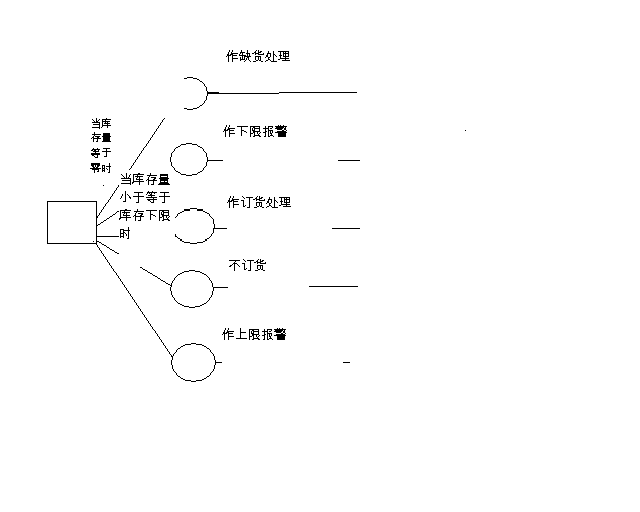 作缺货处理
当库
存量
等于
零时
作下限报警
当库存量
小于等于
库存下限
时
作订货处理
不订货
作上限报警